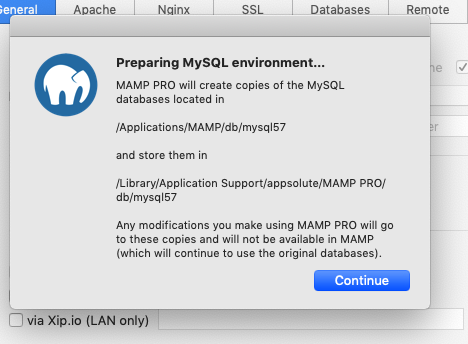 General
Apache
Nginx
SSL
Databases
Remote
Preparing MySQL environment...
MAMP PRO will create copies of the MySQL
databases located in
/Applications/MAMP/db/mysql57
and store them in
/Library/Application Support/appsolute/MAMP PRO/
db/mysql57
Any modifications you make using MAMP PRO will go
to these copies and will not be available in MAMP
(which will continue to use the original databases).
Continue
via Xip.io (LAN only)